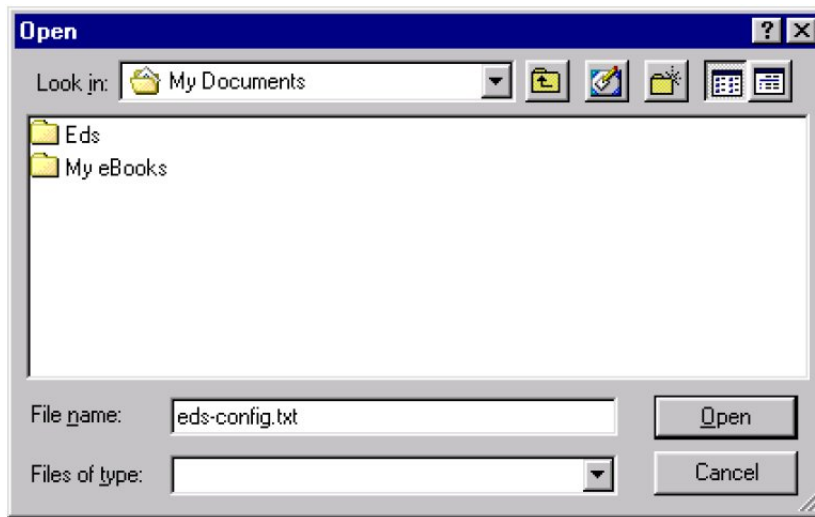 Open
Look in: My Documents
Eds
My eBooks
File name: eds-config.txt Open
Files of type: Cancel